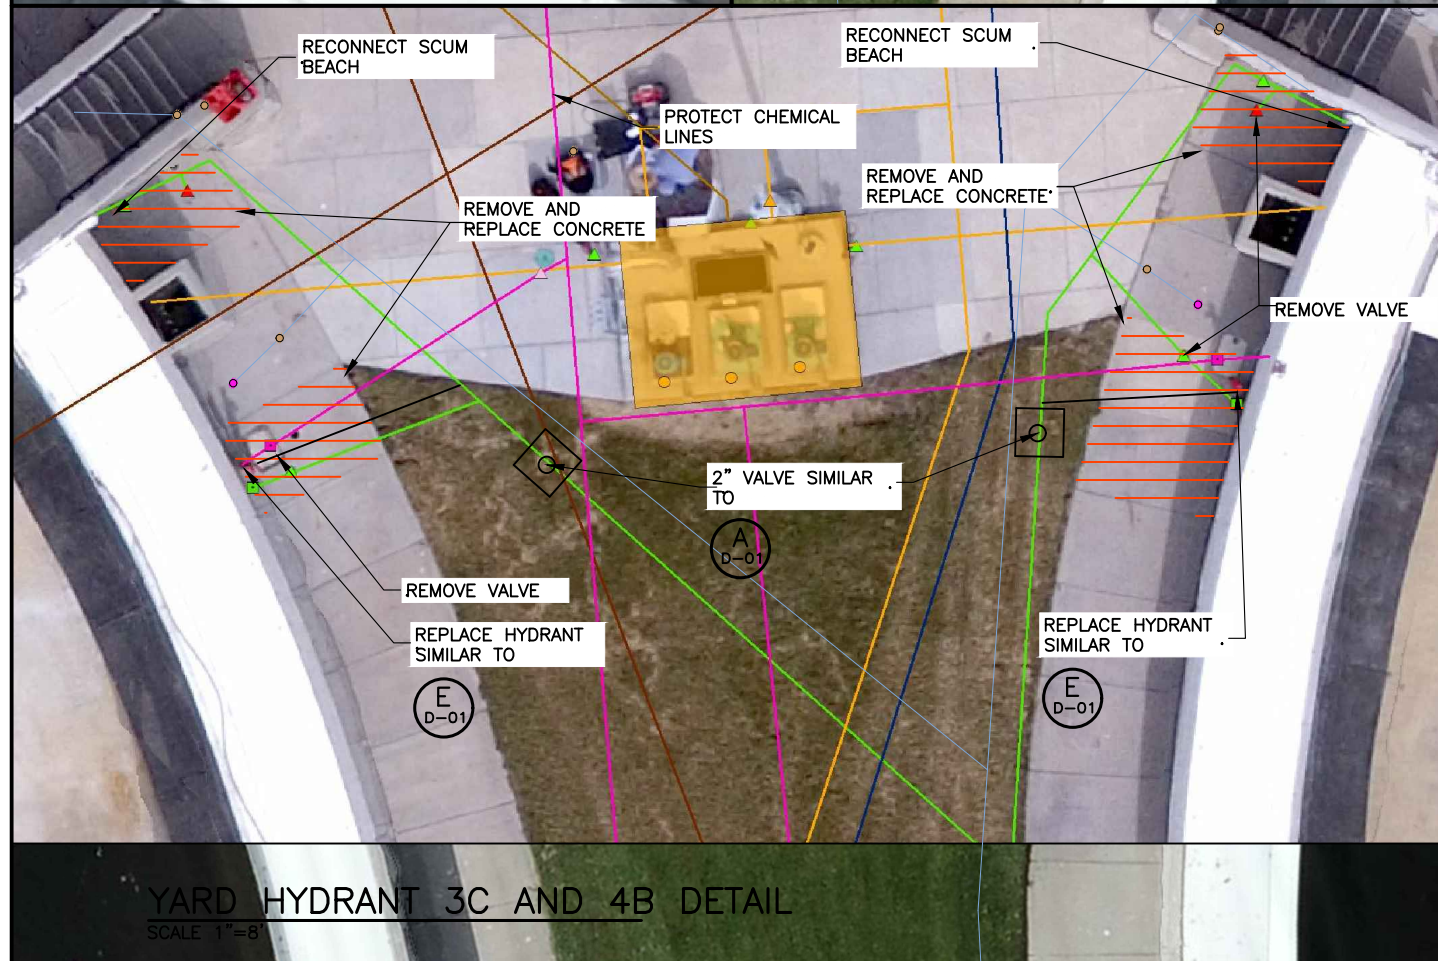 RECONNECT SCUM
BEACH
RECONNECT SCUM
BEACH
PROTECT CHEMICAL
LINES
REMOVE AND
REPLACE CONCRETE
REMOVE AND
REPLACE CONCRETE
REMOVE VALVE
2" VALVE SIMILAR
TO
A
D-01
REMOVE VALVE
REPLACE HYDRANT
SIMILAR TO
E
D-01
REPLACE HYDRANT
SIMILAR TO
E
D-01
YARD HYDRANT 3C AND 4B DETAIL
SCALE 1"=8'